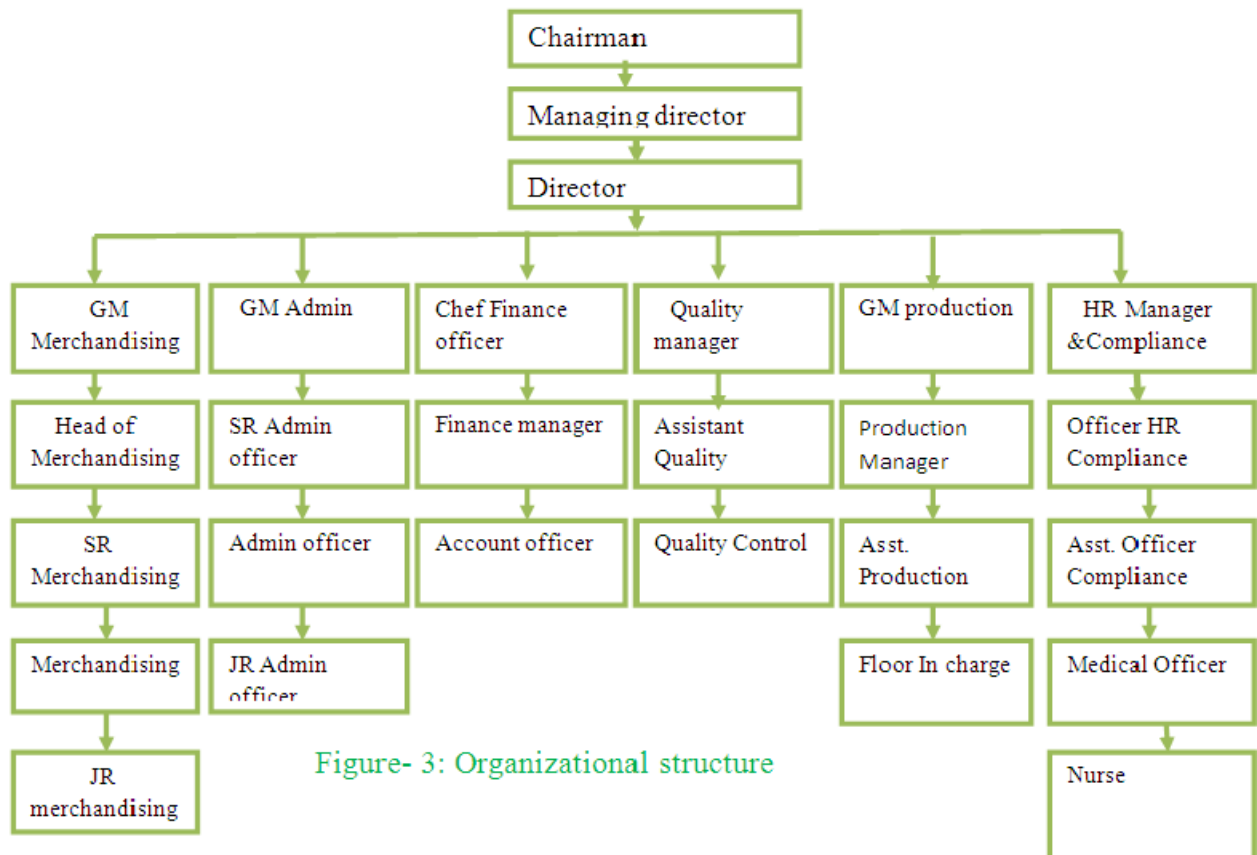 Chairman
Managing director
Director
GM
Merchandising
GM Admin
Chef Finance
officer
Quality
manager
GM production
HR Manager
&Compliance
Head of
Merchandising
SR Admin
officer
Finance manager
Assistant
Quality
Production
Manager
Officer HR
Compliance
SR
Merchandising
Admin officer
Account officer
Quality Control
Asst.
Production
Asst. Officer
Compliance
Merchandising
JR Admin
officer
Floor In charge
Medical Officer
JR
merchandising
Nurse
Figure- 3: Organizational structure